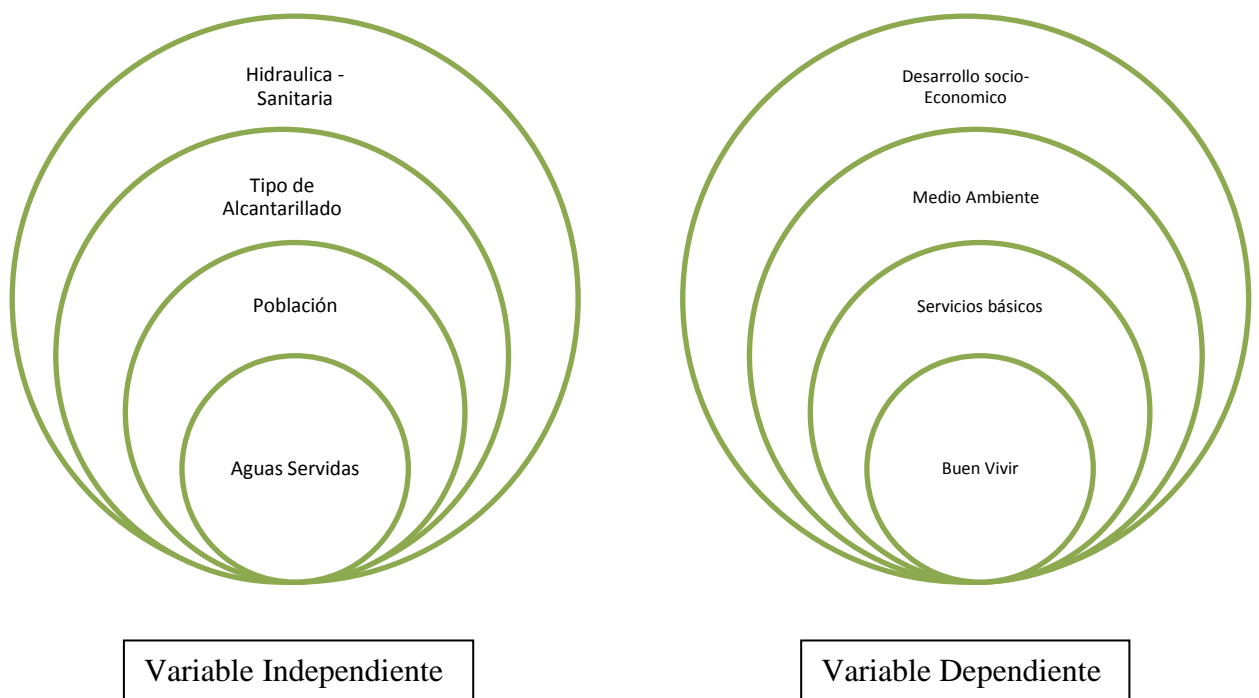 Hidraulica -
Sanitaria
Tipo de
Alcantarillado
Población
Aguas Servidas
Variable Independiente
Desarrollo socio-
Economico
Medio Ambiente
Servicios básicos
Buen Vivir
Variable Dependiente